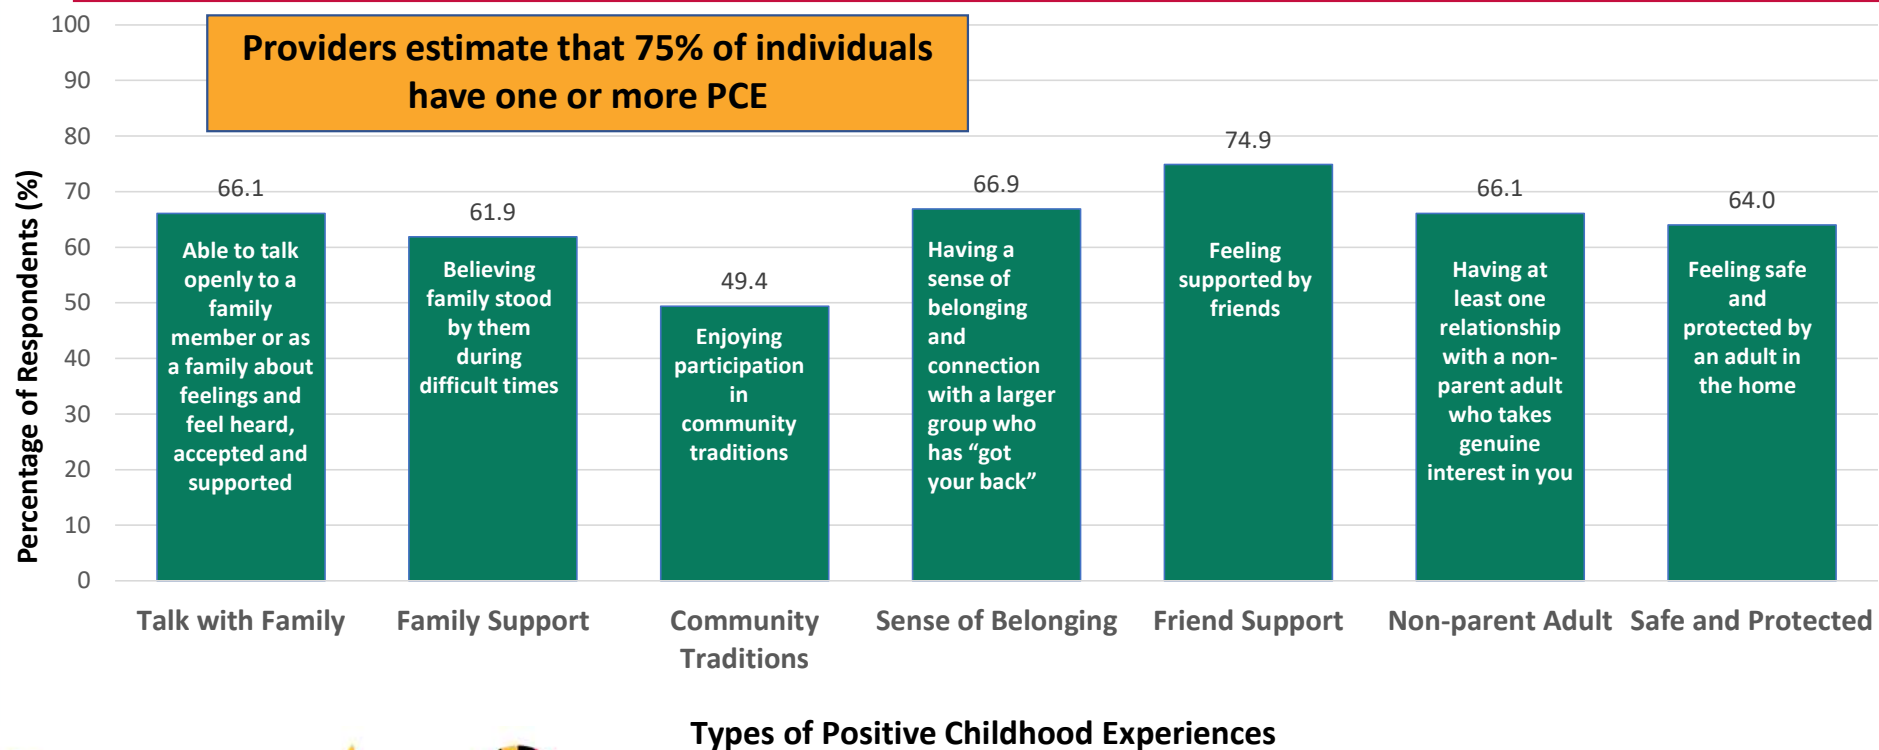 Providers estimate that 75% of individuals
have one or more PCE
Percentage of Respondents (%)
100
90
80
70
60
50
40
30
20
10
0
66.1
Able to talk
openly to a
family
member or as
a family about
feelings and
feel heard,
accepted and
supported
61.9
Believing
family stood
by them
during
difficult times
49.4
Enjoying
participation
in
community
traditions
66.9
Having a
sense of
belonging
and
connection
with a larger
group who
has “got
your back”
74.9
Feeling
supported by
friends
66.1
Having at
least one
relationship
with a non-
parent adult
who takes
genuine
interest in you
64.0
Feeling safe
and
protected by
an adult in
the home
Talk with Family
Family Support
Community
Traditions
Sense of Belonging
Friend Support
Non-parent Adult
Safe and Protected
Types of Positive Childhood Experiences